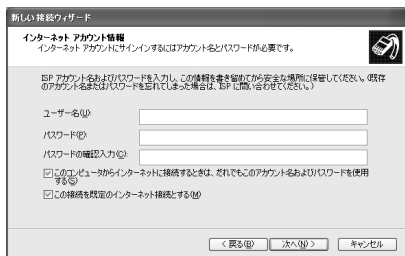 新しい接続ウィザード
インターネット アカウント情報
インターネット アカウントにサインインするにはアカウント名とパスワードが必要です。
ISP アカウント名およびパスワードを入力し、この情報を書き留めてから安全な場所に保管してください。(既存
のアカウント名またはパスワードを忘れてしまった場合は、ISP に問い合わせてください。)
ユーザー名(U):
パスワード(P):
パスワードの確認入力(C):
このコンピュータからインターネットに接続するときは、だれでもこのアカウント名およびパスワードを使用
する(S)
この接続を既定のインターネット接続とする(M)
< 戻る(B)
次へ(N) >
キャンセル